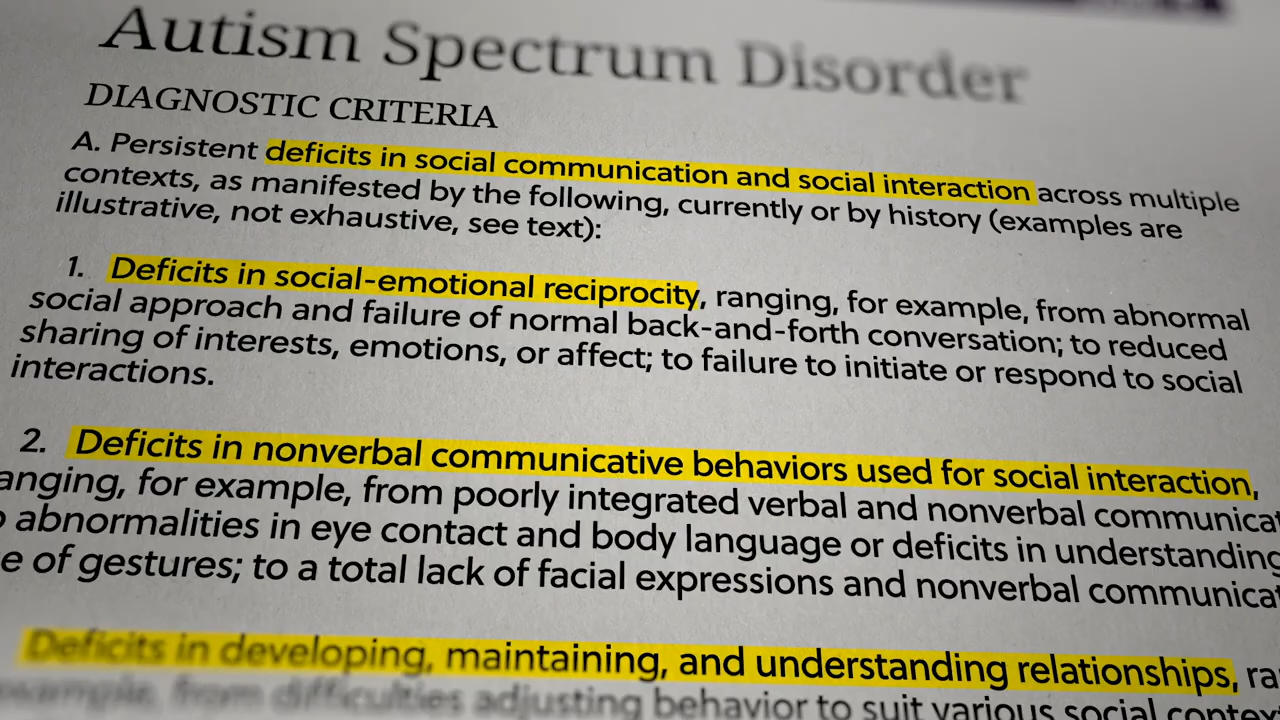 Autism Spectrum Disorder
DIAGNOSTIC CRITERIA
A. Persistent deficits in social communication and social interaction across multiple
contexts, as manifested by the following, currently or by history (examples are
illustrative, not exhaustive, see text):
1. Deficits in social-emotional reciprocity, ranging, for example, from abnormal
social approach and failure of normal back-and-forth conversation; to reduced
sharing of interests, emotions, or affect; to failure to initiate or respond to social
interactions.
2. Deficits in nonverbal communicative behaviors used for social interaction,
anging, for example, from poorly integrated verbal and nonverbal communicat
o abnormalities in eye contact and body language or deficits in understanding
e of gestures; to a total lack of facial expressions and nonverbal communicat
Deficits in developing, maintaining, and understanding relationships, ra
example, from difficulties adjusting behavior to suit various social context